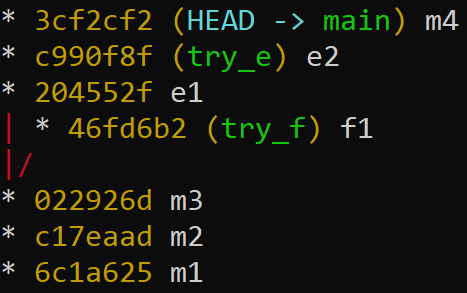 * 3cf2cf2 (HEAD -> main) m4
* c990f8f (try_e) e2
* 204552f e1
| * 46fd6b2 (try_f) f1
|/
* 022926d m3
* c17eaad m2
* 6c1a625 m1